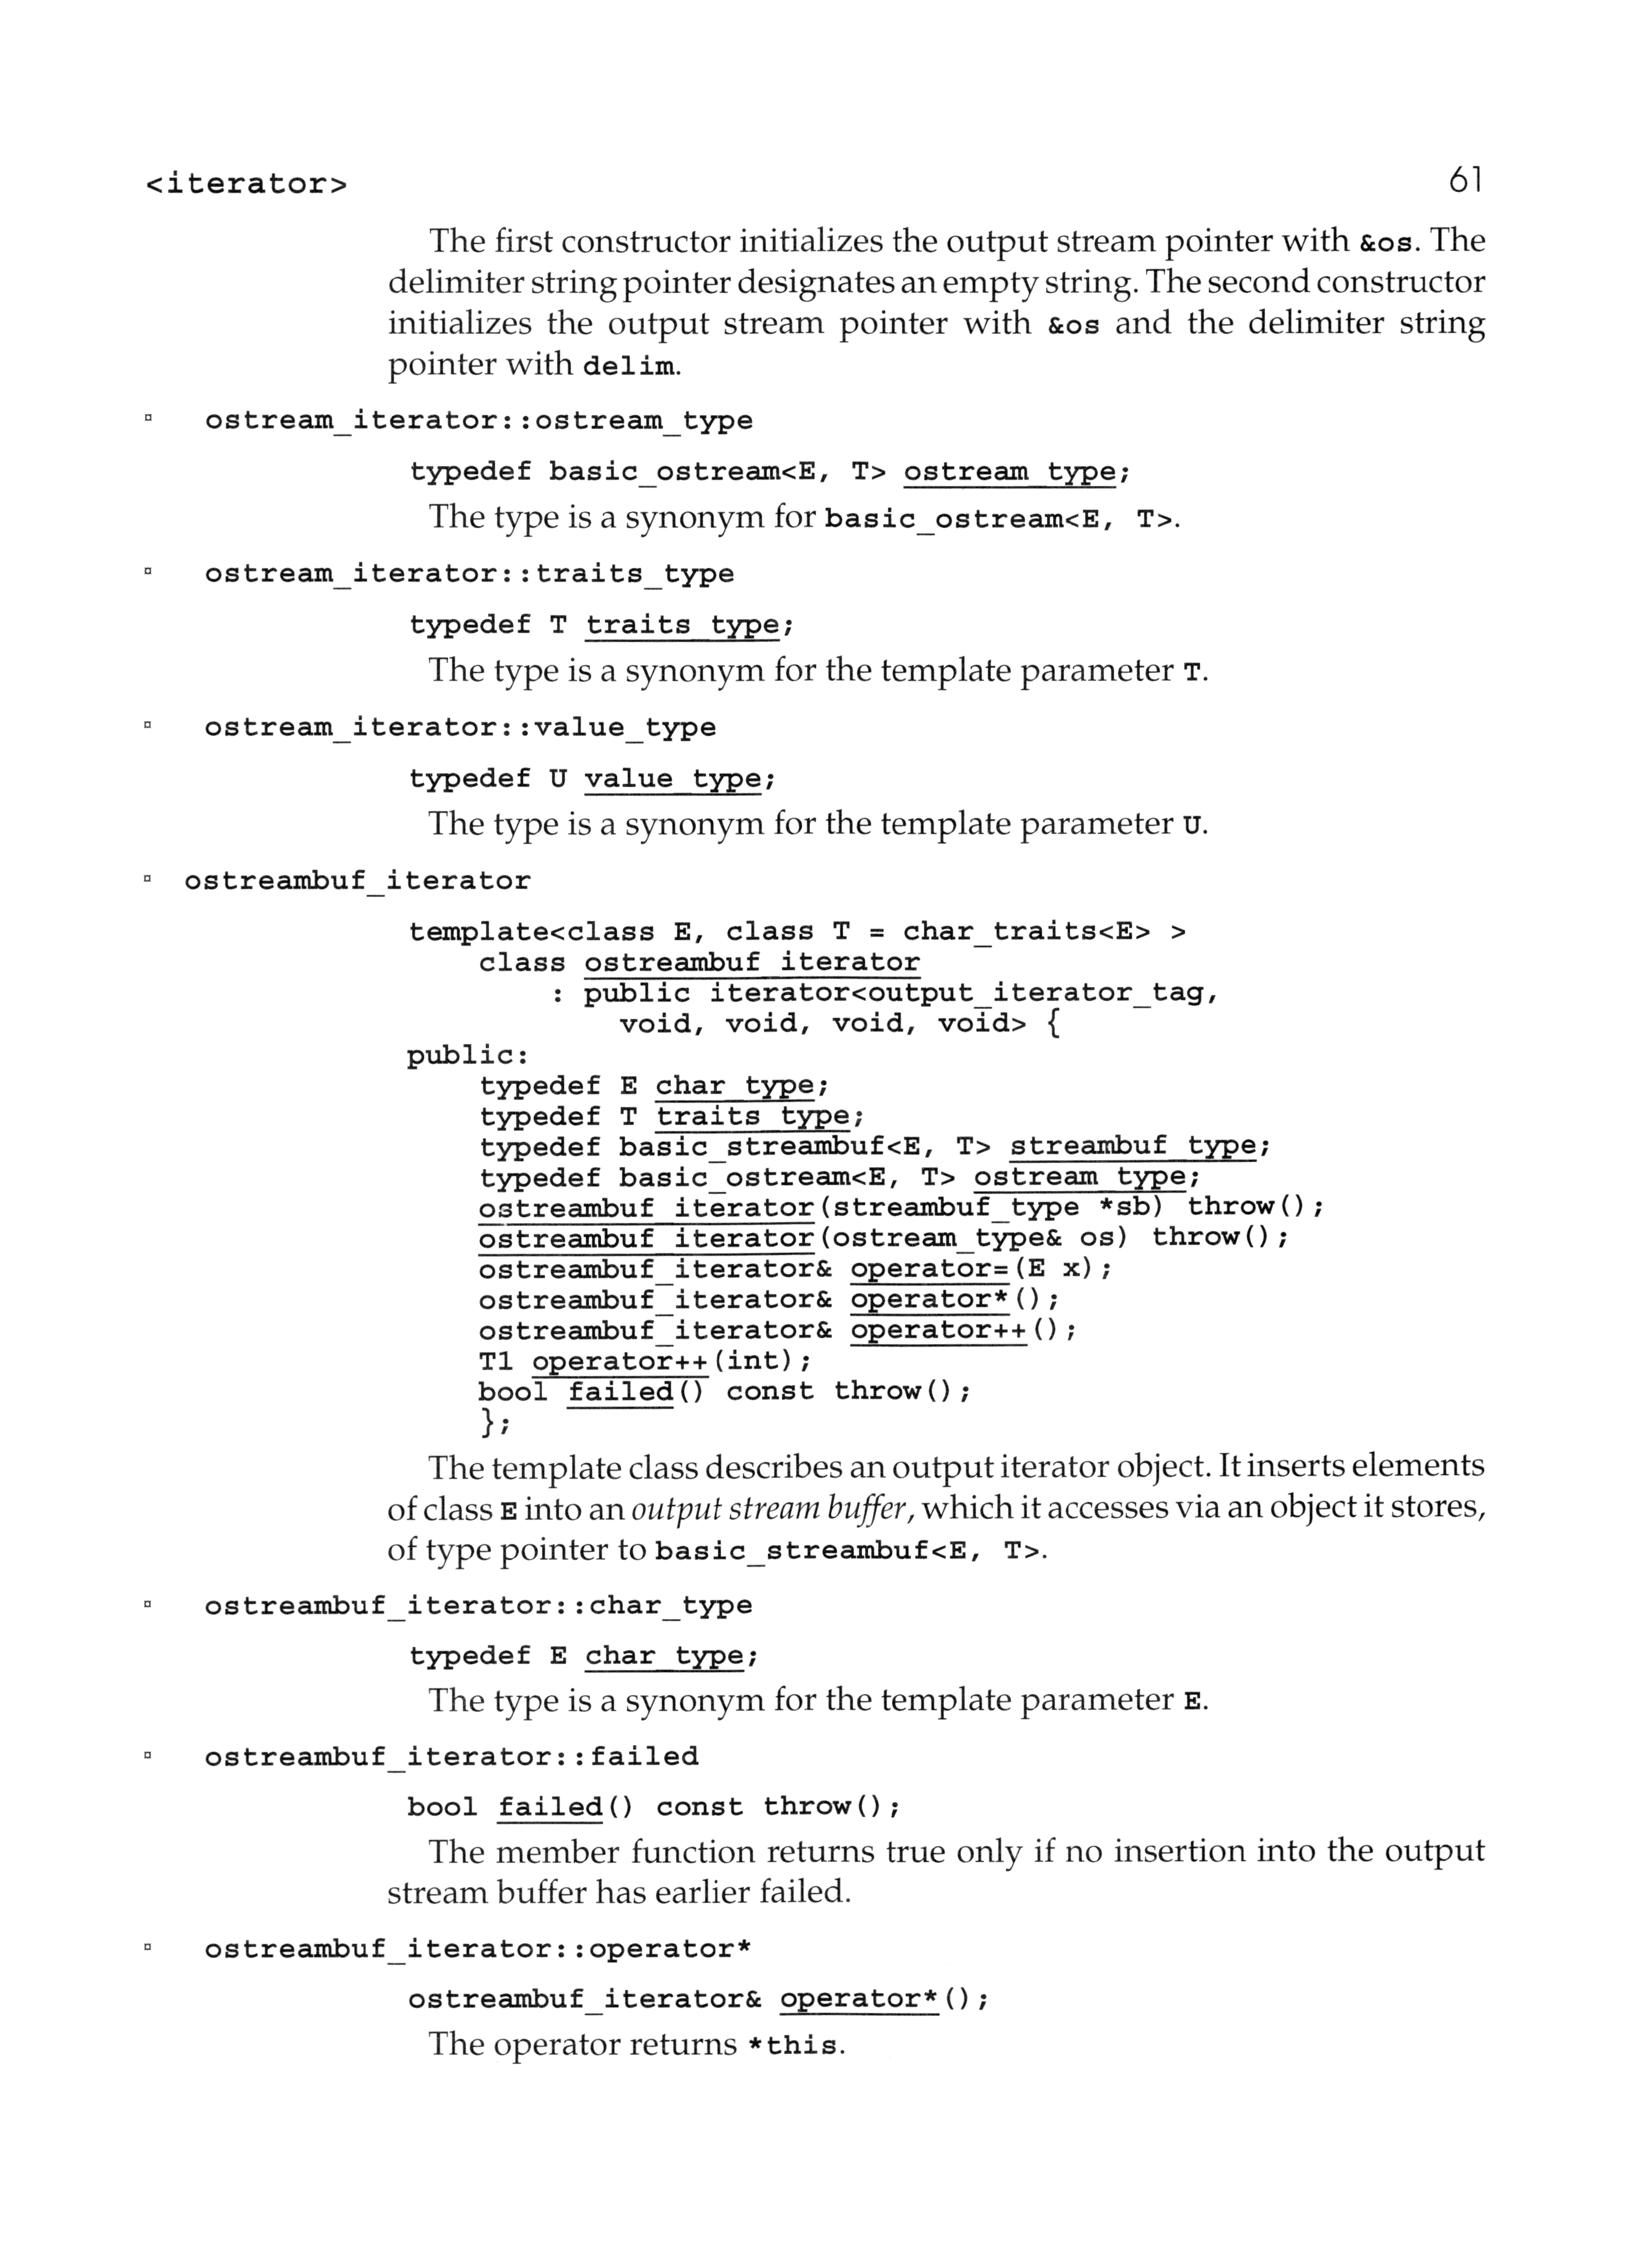 <iterator> 61
The first constructor initializes the output stream pointer with &os. The
delimiter string pointer designates an empty string. The second constructor
initializes the output stream pointer with &os and the delimiter string
pointer with delim.
¤ ostream_iterator::ostream_type
typedef basic_ostream<E, T> ostream_type;
The type is a synonym for basic_ostream<E, T>.
¤ ostream_iterator::traits_type
typedef T traits_type;
The type is a synonym for the template parameter T.
¤ ostream_iterator::value_type
typedef U value_type;
The type is a synonym for the template parameter U.
¤ ostreambuf_iterator
template<class E, class T = char_traits<E> >
class ostreambuf_iterator
: public iterator<output_iterator_tag,
void, void, void, void> {
public:
typedef E char_type;
typedef T traits_type;
typedef basic_streambuf<E, T> streambuf_type;
typedef basic_ostream<E, T> ostream_type;
ostreambuf_iterator(streambuf_type *sb) throw();
ostreambuf_iterator(ostream_type& os) throw();
ostreambuf_iterator& operator=(E x);
ostreambuf_iterator& operator*();
ostreambuf_iterator& operator++();
T1 operator++(int);
bool failed() const throw();
};
The template class describes an output iterator object. It inserts elements
of class E into an output stream buffer, which it accesses via an object it stores,
of type pointer to basic_streambuf<E, T>.
¤ ostreambuf_iterator::char_type
typedef E char_type;
The type is a synonym for the template parameter E.
¤ ostreambuf_iterator::failed
bool failed() const throw();
The member function returns true only if no insertion into the output
stream buffer has earlier failed.
¤ ostreambuf_iterator::operator*
ostreambuf_iterator& operator*();
The operator returns *this.